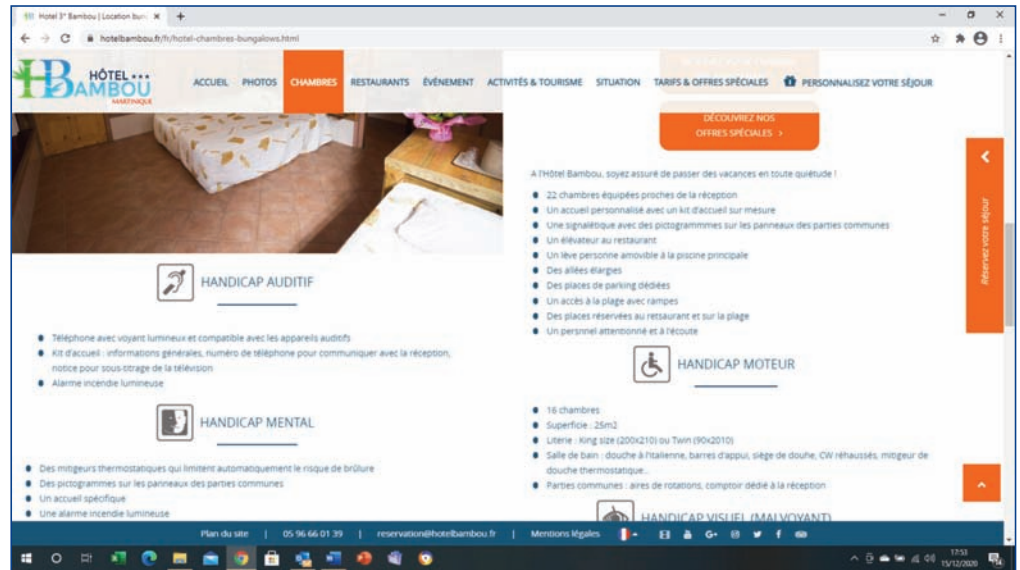 Hotel 3* Bambou | Location bun
hotelbambou.fr/fr/hotel-chambres-bungalows.html
HB HÔTEL ★★★
BAMBOU
MARTINIQUE
ACCUEIL PHOTOS CHAMBRES RESTAURANTS ÉVÉNEMENT ACTIVITÉS & TOURISME SITUATION TARIFS & OFFRES SPÉCIALES PERSONNALISEZ VOTRE SÉJOUR
DÉCOUVREZ NOS
OFFRES SPÉCIALES >
A l'Hôtel Bambou, soyez assuré de passer des vacances en toute quiétude !
22 chambres équipées proches de la réception
Un accueil personnalisé avec un kit d'accueil sur mesure
Une signalétique avec des pictogrammmes sur les panneaux des parties communes
Un élévateur au restaurant
Un lève personne amovible à la piscine principale
Des allées élargies
Des places de parking dédiées
Un accès à la plage avec rampes
Des places réservées au retsaurant et sur la plage
Un persnnel attentionné et à l'écoute
Réservez votre séjour
HANDICAP AUDITIF
Téléphone avec voyant lumineux et compatible avec les appareils auditifs
Kit d'accueil : informations générales, numéro de téléphone pour communiquer avec la réception,
notice pour sous-titrage de la télévision
Alarme incendie lumineuse
HANDICAP MENTAL
Des mitigeurs thermostatiques qui limitent automatiquement le risque de brûlure
Des pictogrammes sur les panneaux des parties communes
Un accueil spécifique
Une alarme incendie lumineuse
HANDICAP MOTEUR
16 chambres
Superficie : 25m2
Literie : King size (200x210) ou Twin (90x2010)
Salle de bain : douche à l'italienne, barres d'appui, siège de douhe, CW réhaussés, mitigeur de
douche thermostatique...
Parties communes : aires de rotations, comptoir dédié à la réception
HANDICAP VISUEL (MALVOYANT)
Plan du site | 05 96 66 01 39 | reservation@hotelbambou.fr | Mentions légales
17:53
15/12/2020